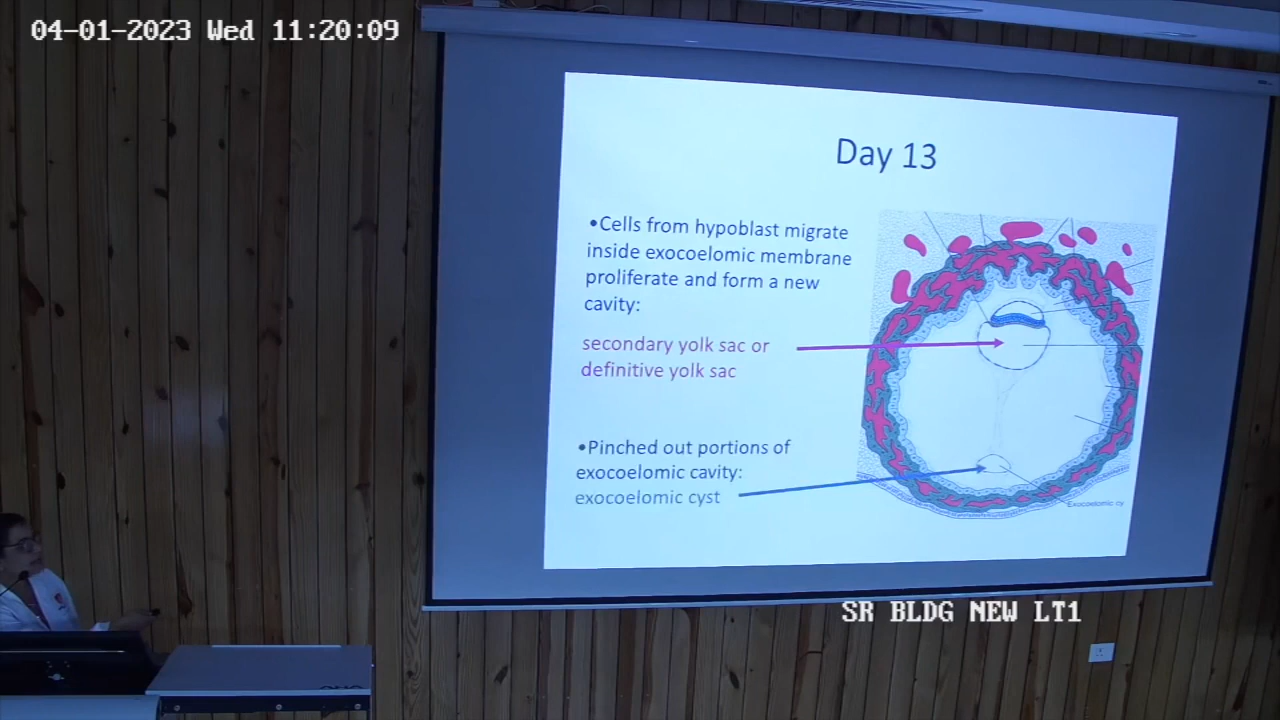 04-01-2023 Wed 11:20:09
Day 13
•Cells from hypoblast migrate
inside exocoelomic membrane
proliferate and form a new
cavity:
secondary yolk sac or
definitive yolk sac
•Pinched out portions of
exocoelomic cavity:
exocoelomic cyst
Exocoelomic cy
SR BLDG NEW LT1